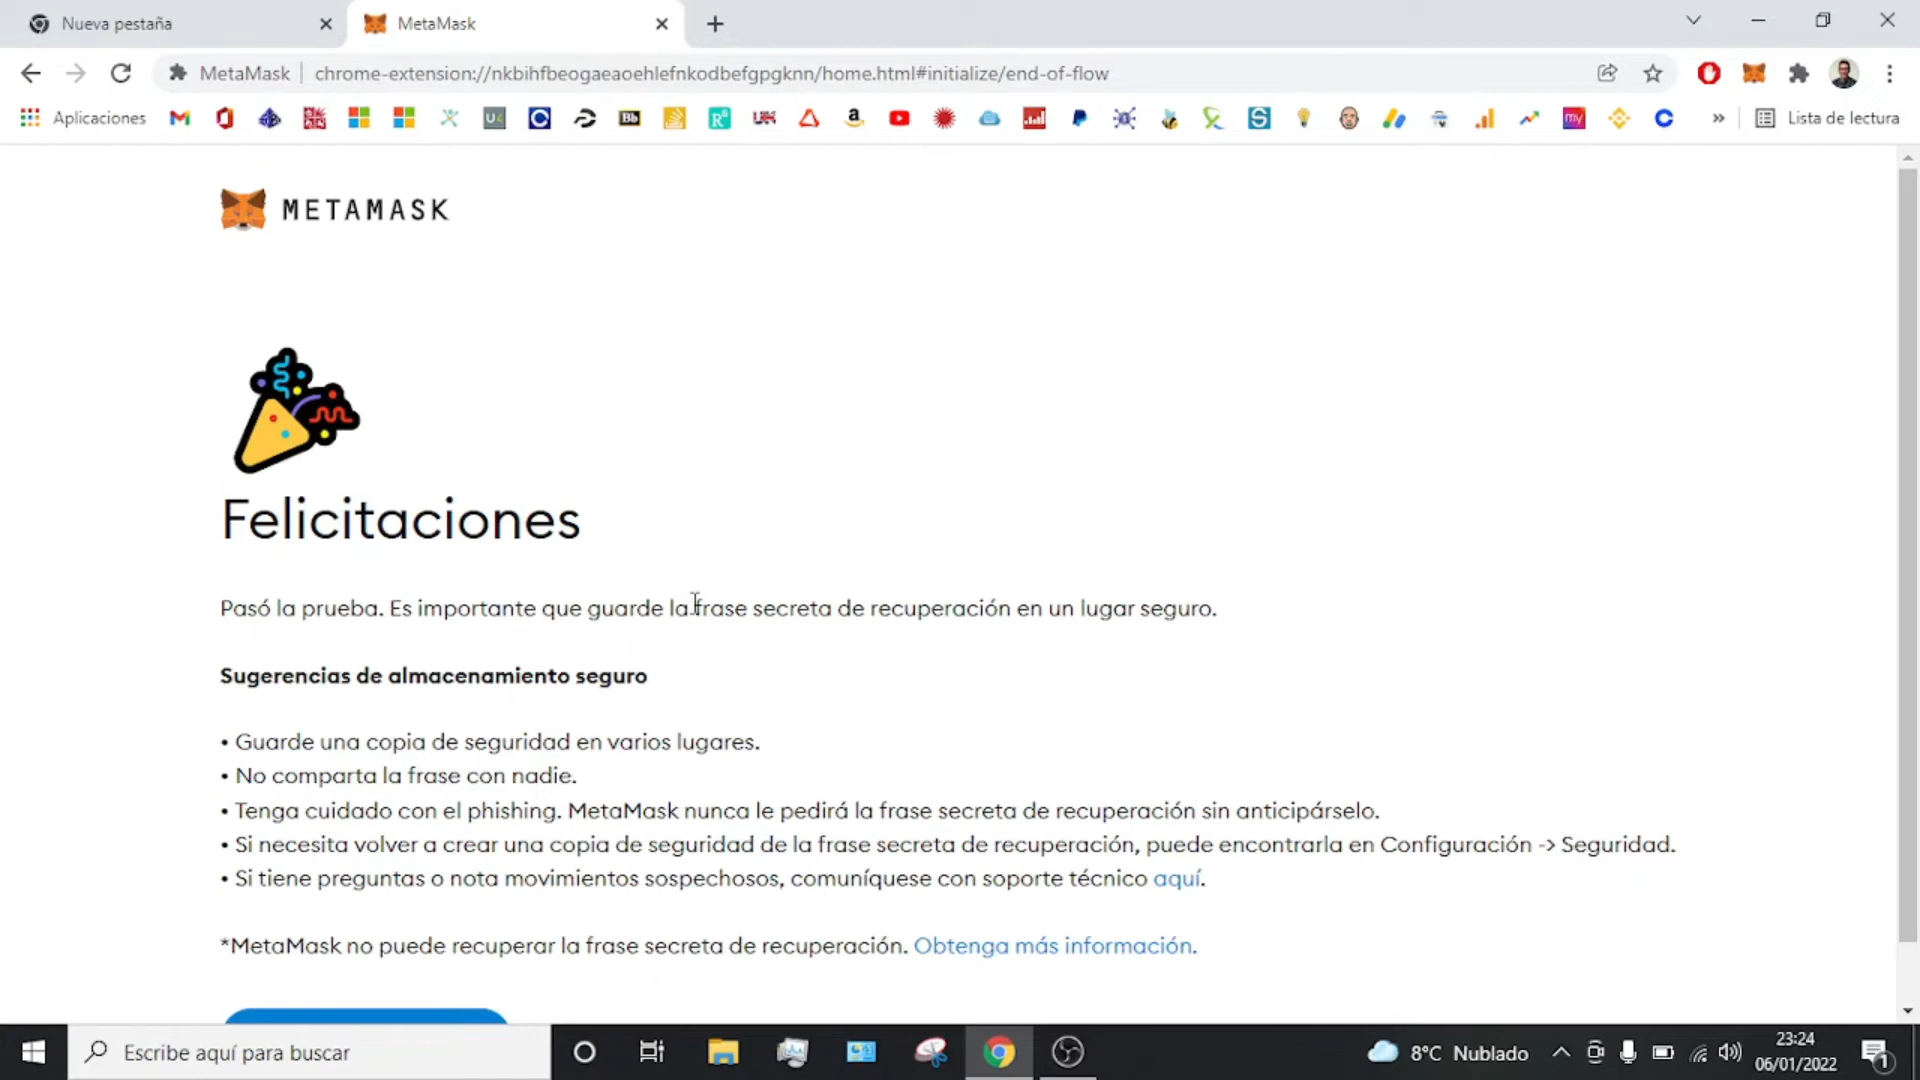 Nueva pestaña
MetaMask
MetaMask
chrome-extension://nkbihfbeogaeaoehlefnkodbefgpgknn/home.html#initialize/end-of-flow
Aplicaciones
Bb
my
Lista de lectura
METAMASK
Felicitaciones
Pasó la prueba. Es importante que guarde la frase secreta de recuperación en un lugar seguro.
Sugerencias de almacenamiento seguro
• Guarde una copia de seguridad en varios lugares.
• No comparta la frase con nadie.
• Tenga cuidado con el phishing. MetaMask nunca le pedirá la frase secreta de recuperación sin anticipárselo.
• Si necesita volver a crear una copia de seguridad de la frase secreta de recuperación, puede encontrarla en Configuración -> Seguridad.
• Si tiene preguntas o nota movimientos sospechosos, comuníquese con soporte técnico aquí.
*MetaMask no puede recuperar la frase secreta de recuperación. Obtenga más información.
Escribe aquí para buscar
8°C Nublado
23:24
06/01/2022
1